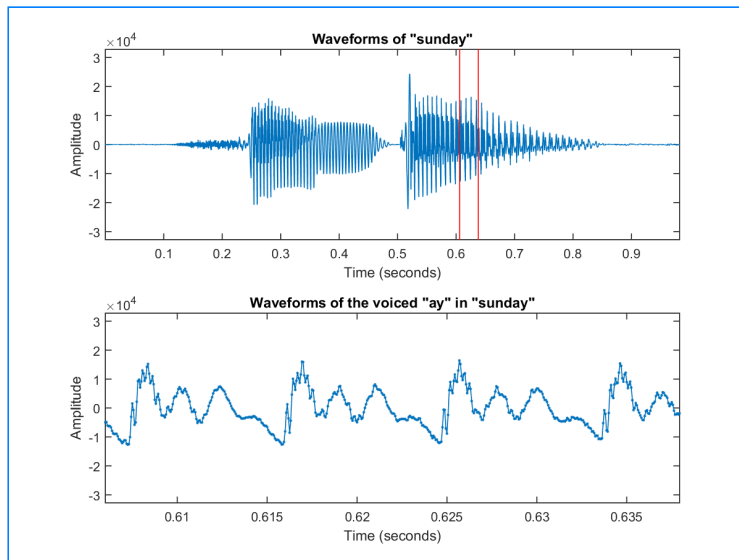 Waveforms of "sunday"
×10⁴
3
2
1
0
-1
-2
-3
Amplitude
0.1 0.2 0.3 0.4 0.5 0.6 0.7 0.8 0.9
Time (seconds)
Waveforms of the voiced "ay" in "sunday"
×10⁴
3
2
1
0
-1
-2
-3
Amplitude
0.61 0.615 0.62 0.625 0.63 0.635
Time (seconds)